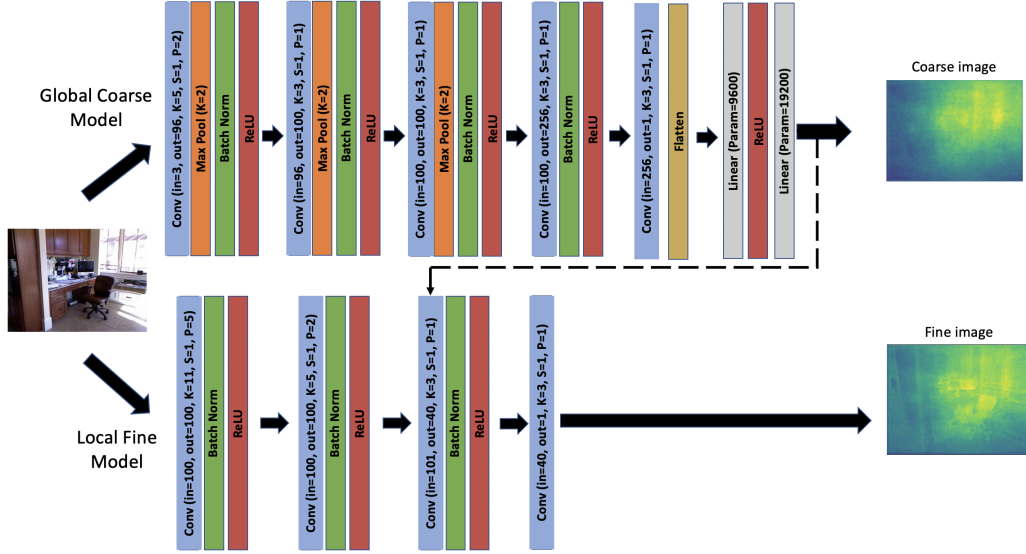 Global Coarse
Model
Conv (in=3, out=96, K=5, S=1, P=2)
Max Pool (K=2)
Batch Norm
ReLU
Conv (in=96, out=100, K=3, S=1, P=1)
Max Pool (K=2)
Batch Norm
ReLU
Conv (in=100, out=100, K=3, S=1, P=1)
Max Pool (K=2)
Batch Norm
ReLU
Conv (in=100, out=256, K=3, S=1, P=1)
Batch Norm
ReLU
Conv (in=256, out=1, K=3, S=1, P=1)
Flatten
Linear (Param=9600)
ReLU
Linear (Param=19200)
Coarse image
Local Fine
Model
Conv (in=100, out=100, K=11, S=1, P=5)
Batch Norm
ReLU
Conv (in=100, out=100, K=5, S=1, P=2)
Batch Norm
ReLU
Conv (in=101, out=40, K=3, S=1, P=1)
Batch Norm
ReLU
Conv (in=40, out=1, K=3, S=1, P=1)
Fine image